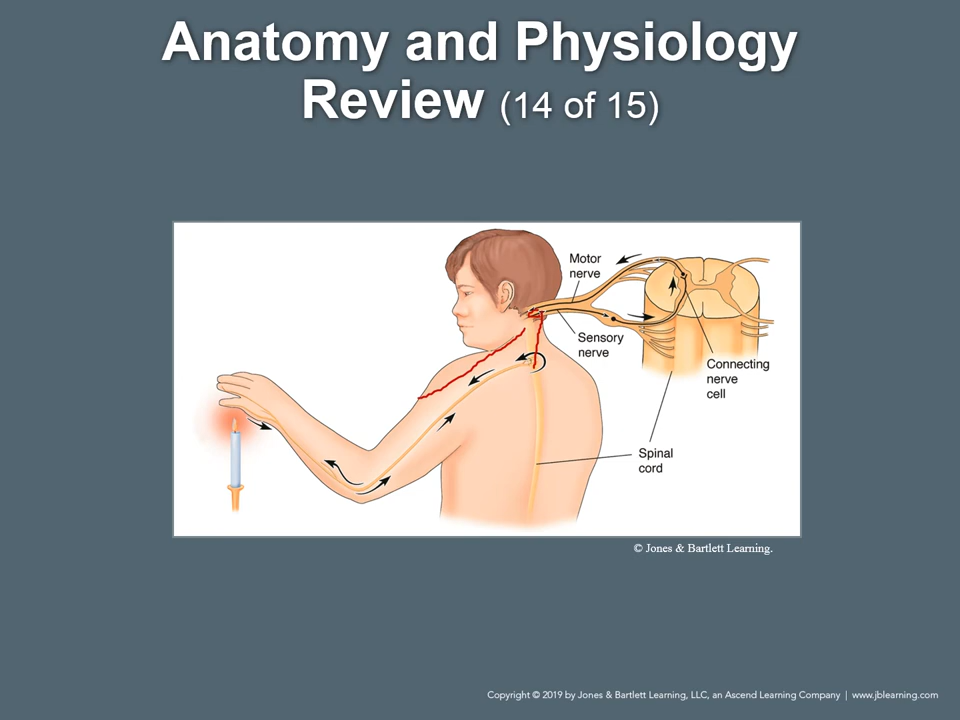 Anatomy and Physiology
Review (14 of 15)
Motor
nerve
Sensory
nerve
Connecting
nerve
cell
Spinal
cord
© Jones & Bartlett Learning.
Copyright © 2019 by Jones & Bartlett Learning, LLC, an Ascend Learning Company | www.jblearning.com